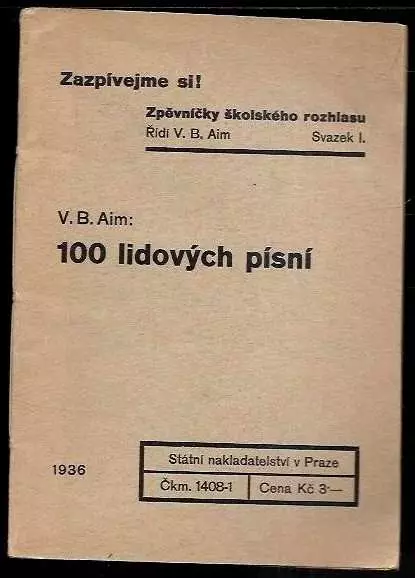 Zazpívejme si!
Zpěvníčky školského rozhlasu
Řídí V. B. Aim Svazek I.
V. B. Aim:
100 lidových písní
1936
Státní nakladatelství v Praze
Čkm. 1408-1 Cena Kč 3·—